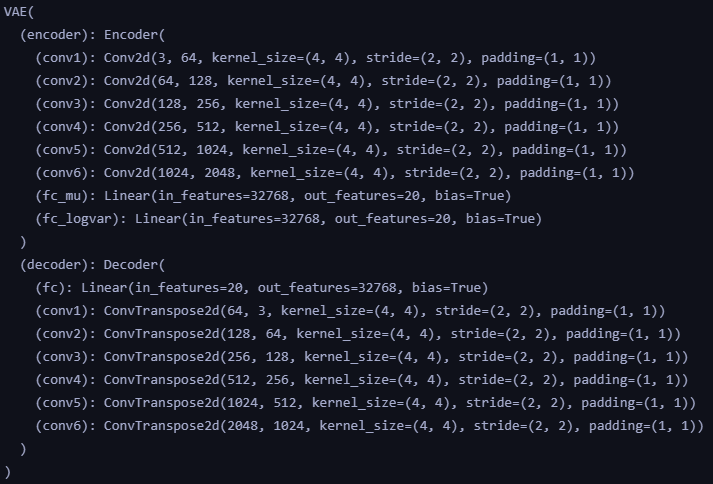 VAE(
  (encoder): Encoder(
    (conv1): Conv2d(3, 64, kernel_size=(4, 4), stride=(2, 2), padding=(1, 1))
    (conv2): Conv2d(64, 128, kernel_size=(4, 4), stride=(2, 2), padding=(1, 1))
    (conv3): Conv2d(128, 256, kernel_size=(4, 4), stride=(2, 2), padding=(1, 1))
    (conv4): Conv2d(256, 512, kernel_size=(4, 4), stride=(2, 2), padding=(1, 1))
    (conv5): Conv2d(512, 1024, kernel_size=(4, 4), stride=(2, 2), padding=(1, 1))
    (conv6): Conv2d(1024, 2048, kernel_size=(4, 4), stride=(2, 2), padding=(1, 1))
    (fc_mu): Linear(in_features=32768, out_features=20, bias=True)
    (fc_logvar): Linear(in_features=32768, out_features=20, bias=True)
  )
  (decoder): Decoder(
    (fc): Linear(in_features=20, out_features=32768, bias=True)
    (conv1): ConvTranspose2d(64, 3, kernel_size=(4, 4), stride=(2, 2), padding=(1, 1))
    (conv2): ConvTranspose2d(128, 64, kernel_size=(4, 4), stride=(2, 2), padding=(1, 1))
    (conv3): ConvTranspose2d(256, 128, kernel_size=(4, 4), stride=(2, 2), padding=(1, 1))
    (conv4): ConvTranspose2d(512, 256, kernel_size=(4, 4), stride=(2, 2), padding=(1, 1))
    (conv5): ConvTranspose2d(1024, 512, kernel_size=(4, 4), stride=(2, 2), padding=(1, 1))
    (conv6): ConvTranspose2d(2048, 1024, kernel_size=(4, 4), stride=(2, 2), padding=(1, 1))
  )
)